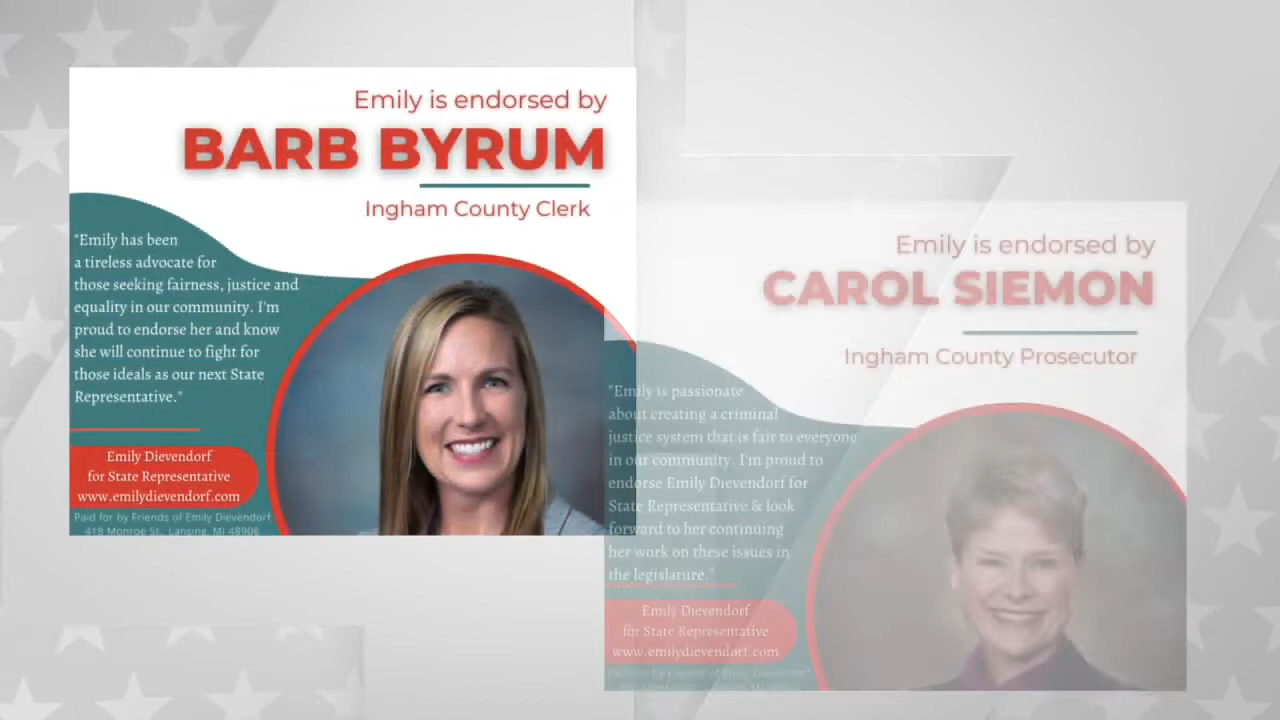 Emily is endorsed by
BARB BYRUM
Ingham County Clerk
"Emily has been
a tireless advocate for
those seeking fairness, justice and
equality in our community. I'm
proud to endorse her and know
she will continue to fight for
those ideals as our next State
Representative."
Emily Dievendorf
for State Representative
www.emilydievendorf.com
Paid for by Friends of Emily Dievendorf
418 Monroe St., Lansing, MI 48906
Emily is endorsed by
CAROL SIEMON
Ingham County Prosecutor
"Emily is passionate
about creating a criminal
justice system that is fair to everyone
in our community. I'm proud to
endorse Emily Dievendorf for
State Representative & look
forward to her continuing
her work on these issues in
the legislature."
Emily Dievendorf
for State Representative
www.emilydievendorf.com